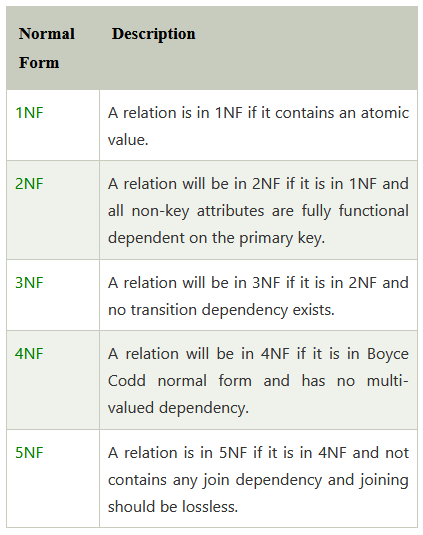 Normal Description
Form
1NF A relation is in 1NF if it contains an atomic
value.
2NF A relation will be in 2NF if it is in 1NF and
all non-key attributes are fully functional
dependent on the primary key.
3NF A relation will be in 3NF if it is in 2NF and
no transition dependency exists.
4NF A relation will be in 4NF if it is in Boyce
Codd normal form and has no multi-
valued dependency.
5NF A relation is in 5NF if it is in 4NF and not
contains any join dependency and joining
should be lossless.